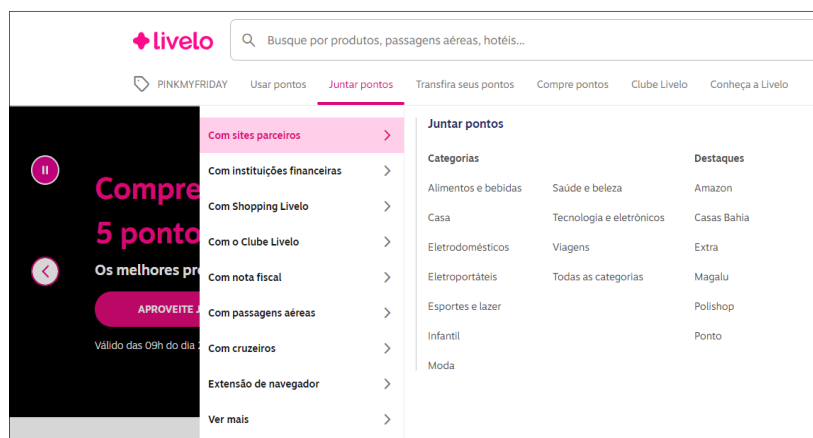 livelo
Busque por produtos, passagens aéreas, hotéis...
PINKMYFRIDAY Usar pontos Juntar pontos Transfira seus pontos Compre pontos Clube Livelo Conheça a Livelo
Compre
5 ponto
Os melhores pr
APROVEITE J
Válido das 09h do dia
Com sites parceiros
Com instituições financeiras
Com Shopping Livelo
Com o Clube Livelo
Com nota fiscal
Com passagens aéreas
Com cruzeiros
Extensão de navegador
Ver mais
Juntar pontos
Categorias
Alimentos e bebidas
Casa
Eletrodomésticos
Eletroportáteis
Esportes e lazer
Infantil
Moda
Saúde e beleza
Tecnologia e eletrônicos
Viagens
Todas as categorias
Destaques
Amazon
Casas Bahia
Extra
Magalu
Polishop
Ponto